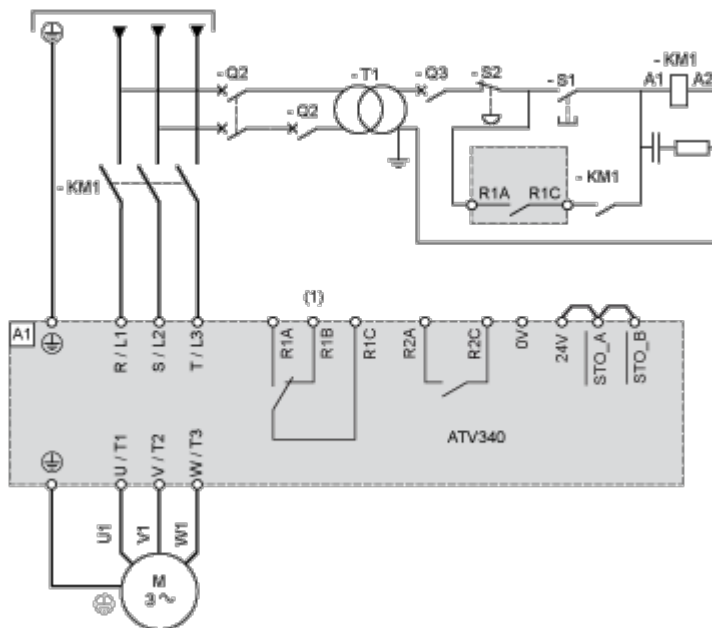 - Q2
- T1
- Q3
- S2
- S1
- KM1
A1
A2
- Q2
- KM1
R1A
R1C
- KM1
(1)
A1
R / L1
S / L2
T / L3
R1A
R1B
R1C
R2A
R2C
0V
24V
STO_A
STO_B
ATV340
U / T1
V / T2
W / T3
U1
V1
W1
M
3 ~